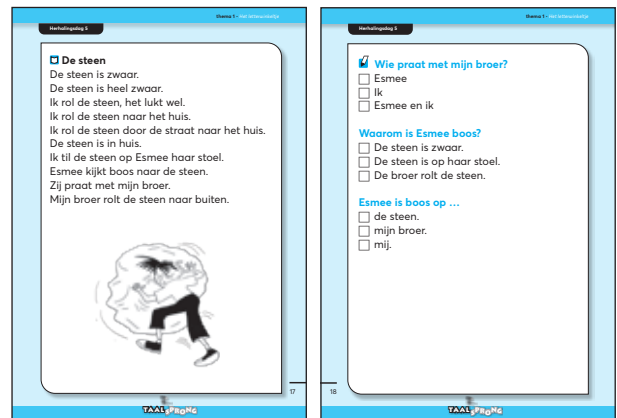 thema 1 - Het letterwinkeltje
Herhalingsdag 5
De steen
De steen is zwaar.
De steen is heel zwaar.
Ik rol de steen, het lukt wel.
Ik rol de steen naar het huis.
Ik rol de steen door de straat naar het huis.
De steen is in huis.
Ik til de steen op Esmee haar stoel.
Esmee kijkt boos naar de steen.
Zij praat met mijn broer.
Mijn broer rolt de steen naar buiten.
17
TAALSPRONG
thema 1 - Het letterwinkeltje
Herhalingsdag 5
Wie praat met mijn broer?
Esmee
Ik
Esmee en ik
Waarom is Esmee boos?
De steen is zwaar.
De steen is op haar stoel.
De broer rolt de steen.
Esmee is boos op …
de steen.
mijn broer.
mij.
18
TAALSPRONG